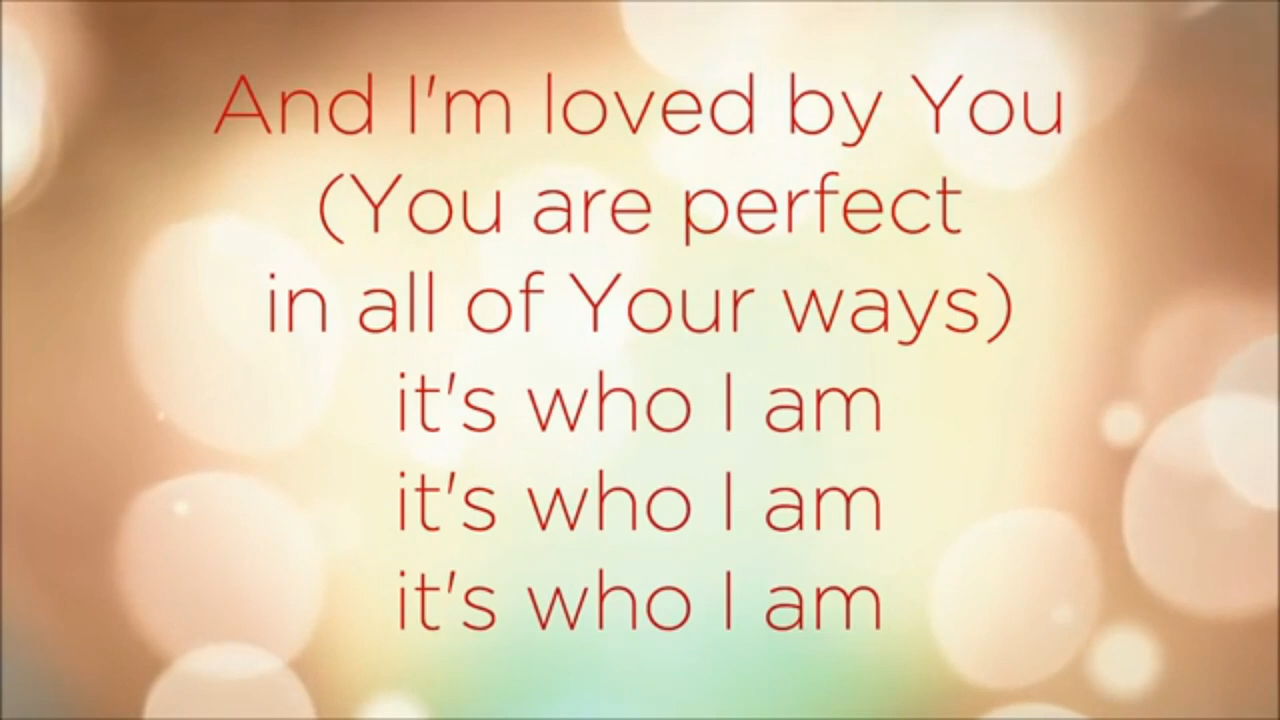 And I'm loved by You
(You are perfect
in all of Your ways)
it's who I am
it's who I am
it's who I am